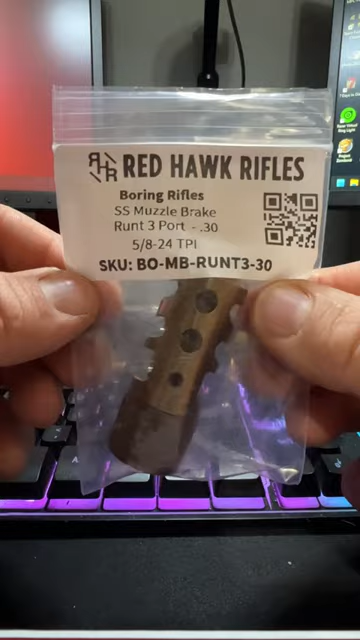 RED HAWK RIFLES
Boring Rifles
SS Muzzle Brake
Runt 3 Port - .30
5/8-24 TPI
SKU: BO-MB-RUNT3-30